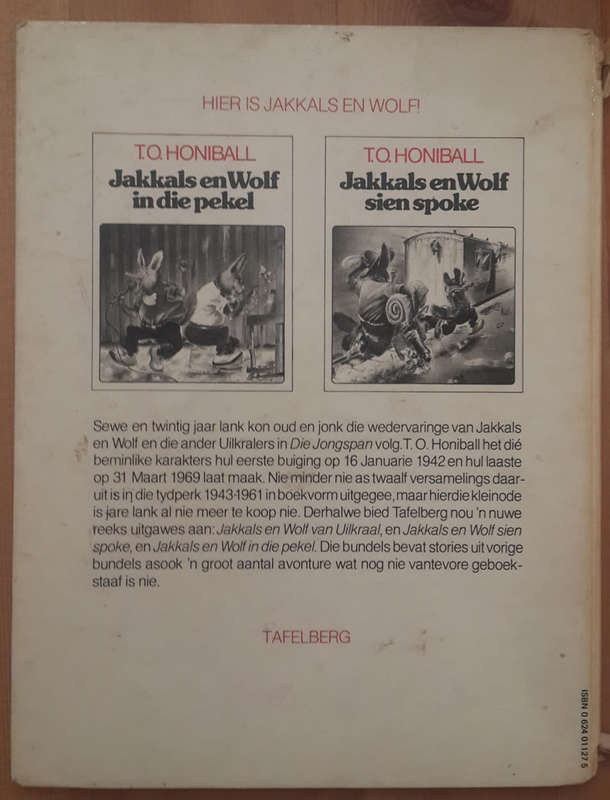 HIER IS JAKKALS EN WOLF!
T.O. HONIBALL
Jakkals en Wolf
in die pekel
T.O. HONIBALL
Jakkals en Wolf
sien spoke
Sewe en twintig jaar lank kon oud en jonk die wedervaringe van Jakkals
en Wolf en die ander Uilkralers in Die Jongspan volg. T. O. Honiball het dié
beminlike karakters hul eerste buiging op 16 Januarie 1942 en hul laaste
op 31 Maart 1969 laat maak. Nie minder nie as twaalf versamelings daar-
uit is in die tydperk 1943-1961 in boekvorm uitgegee, maar hierdie kleinode
is jare lank al nie meer te koop nie. Derhalwe bied Tafelberg nou 'n nuwe
reeks uitgawes aan: Jakkals en Wolf van Uilkraal, en Jakkals en Wolf sien
spoke, en Jakkals en Wolf in die pekel. Die bundels bevat stories uit vorige
bundels asook 'n groot aantal avonture wat nog nie vantevore geboek-
staaf is nie.
TAFELBERG
ISBN 0 624 01127 5